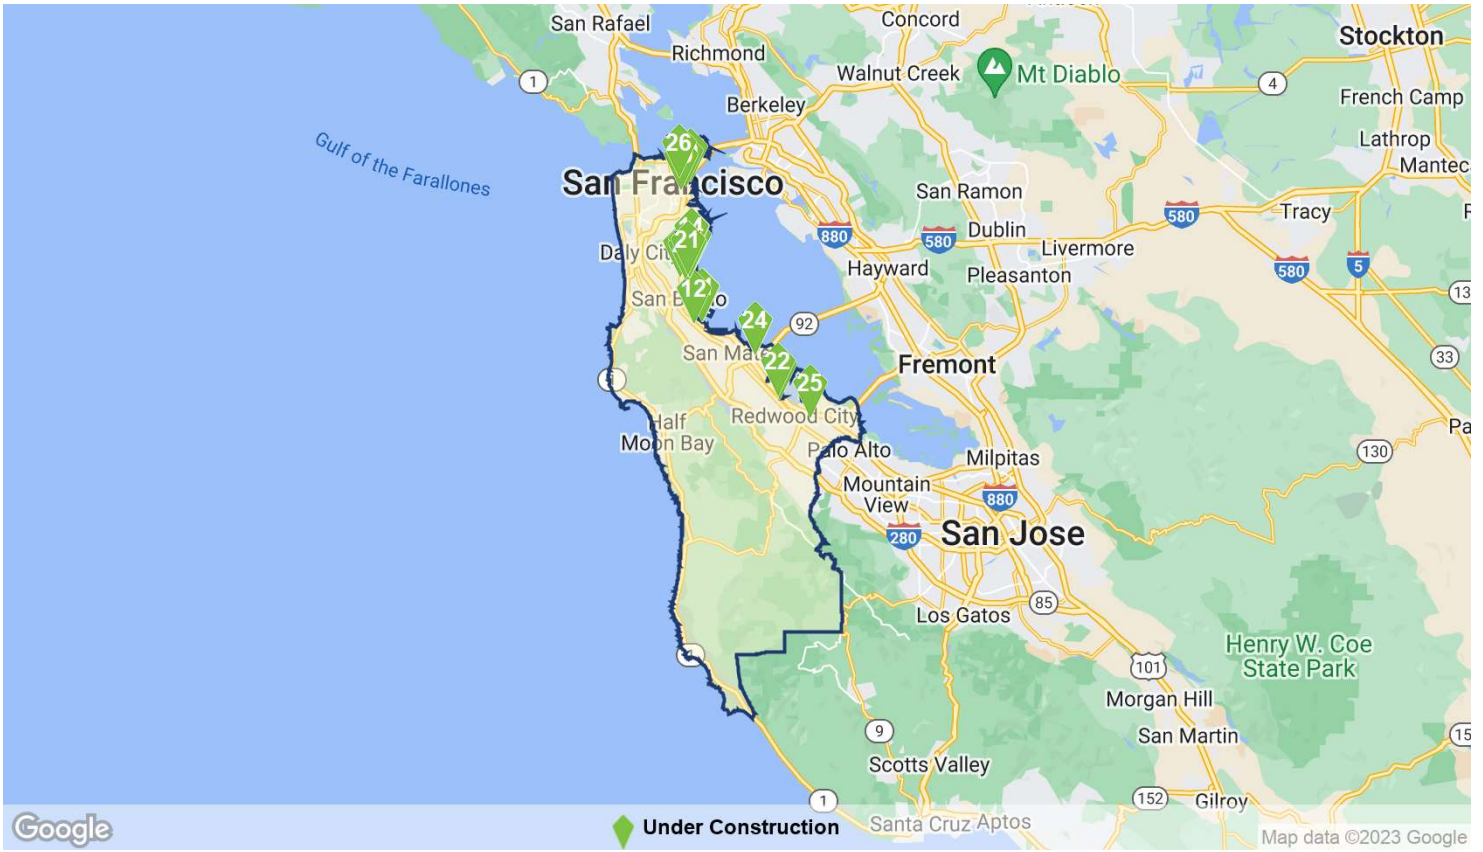 San Rafael
Concord
Richmond
Stockton
1
Walnut Creek
Mt Diablo
4
French Camp
Berkeley
Lathrop
Gulf of the Farallones
26
Mantec
San Francisco
San Ramon
Tracy
580
880
580
Dublin
Livermore
21
Daly City
Hayward
Pleasanton
580
5
12
San Bruno
13
24
92
San Mateo
22
Fremont
33
25
Redwood City
Half
Moon Bay
Palo Alto
Milpitas
130
Pa
Mountain
View
880
280
San Jose
85
Los Gatos
Henry W. Coe
State Park
101
Morgan Hill
9
San Martin
15
Scotts Valley
1
152
Gilroy
Google
Under Construction
Santa Cruz
Aptos
Map data ©2023 Google